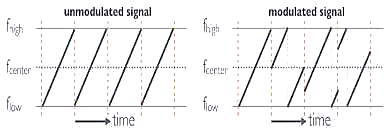 unmodulated signal
fhigh
fcenter
flow
time
modulated signal
fhigh
fcenter
flow
time